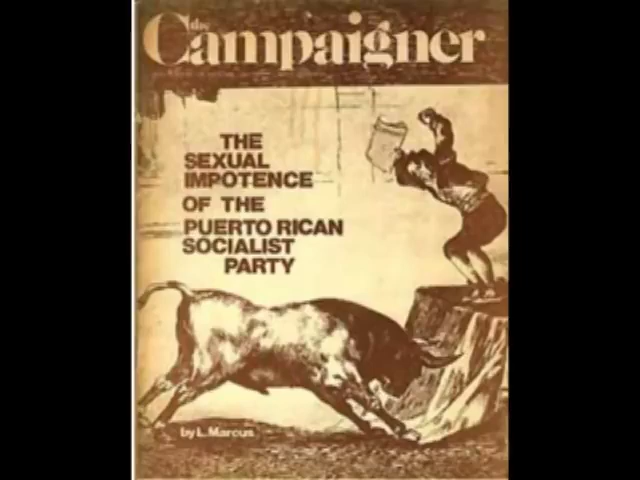 the
Campaigner
THE
SEXUAL
IMPOTENCE
OF THE
PUERTO RICAN
SOCIALIST
PARTY
by L. Marcus